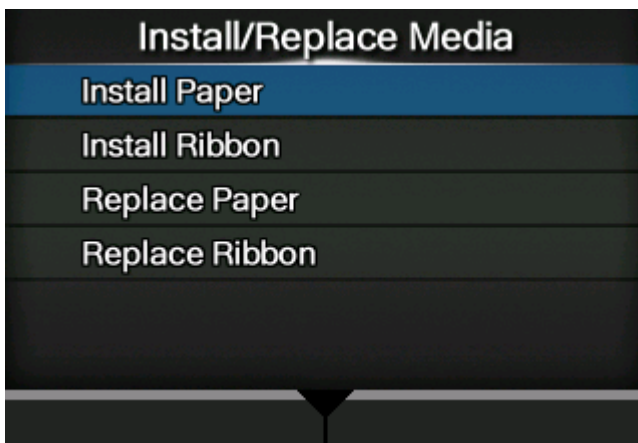 Install/Replace Media
Install Paper
Install Ribbon
Replace Paper
Replace Ribbon